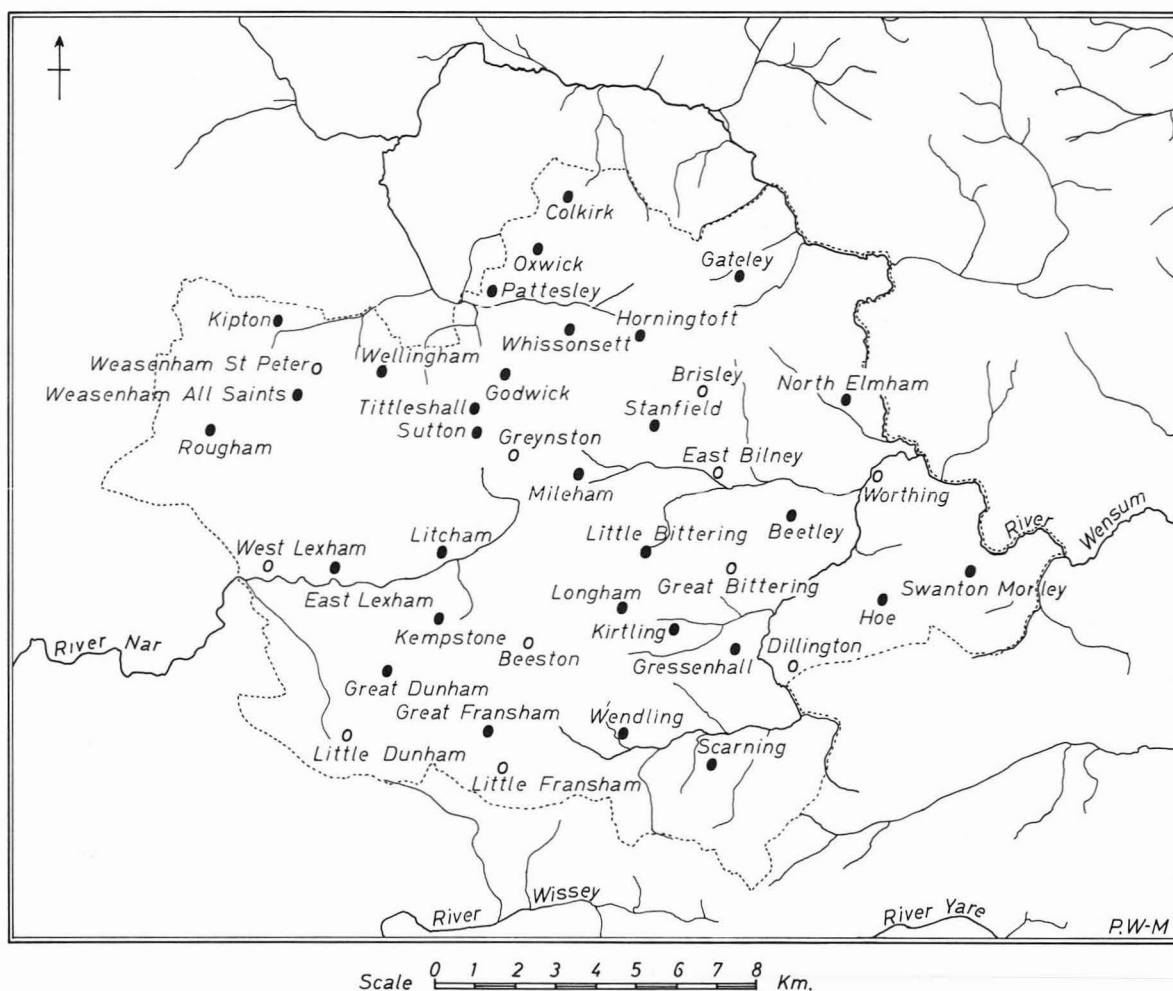 Colkirk
Oxwick
Gateley
Pattesley
Kipton
Horningtoft
Whissonsett
Weasenham St Peter
Wellingham
Brisley
North Elmham
Weasenham All Saints
Godwick
Tittleshall
Stanfield
Sutton
Rougham
Greynston
East Bilney
Mileham
Worthing
Litcham
Little Bittering
Beetley
River
Wensum
West Lexham
East Lexham
Great Bittering
Swanton Morley
Longham
Hoe
Kempstone
Kirtling
River Nar
Beeston
Gressenhall
Dillington
Great Dunham
Great Fransham
Wendling
Little Dunham
Scarning
Little Fransham
River
Wissey
River Yare
P.W-M
Scale 0 1 2 3 4 5 6 7 8 Km.